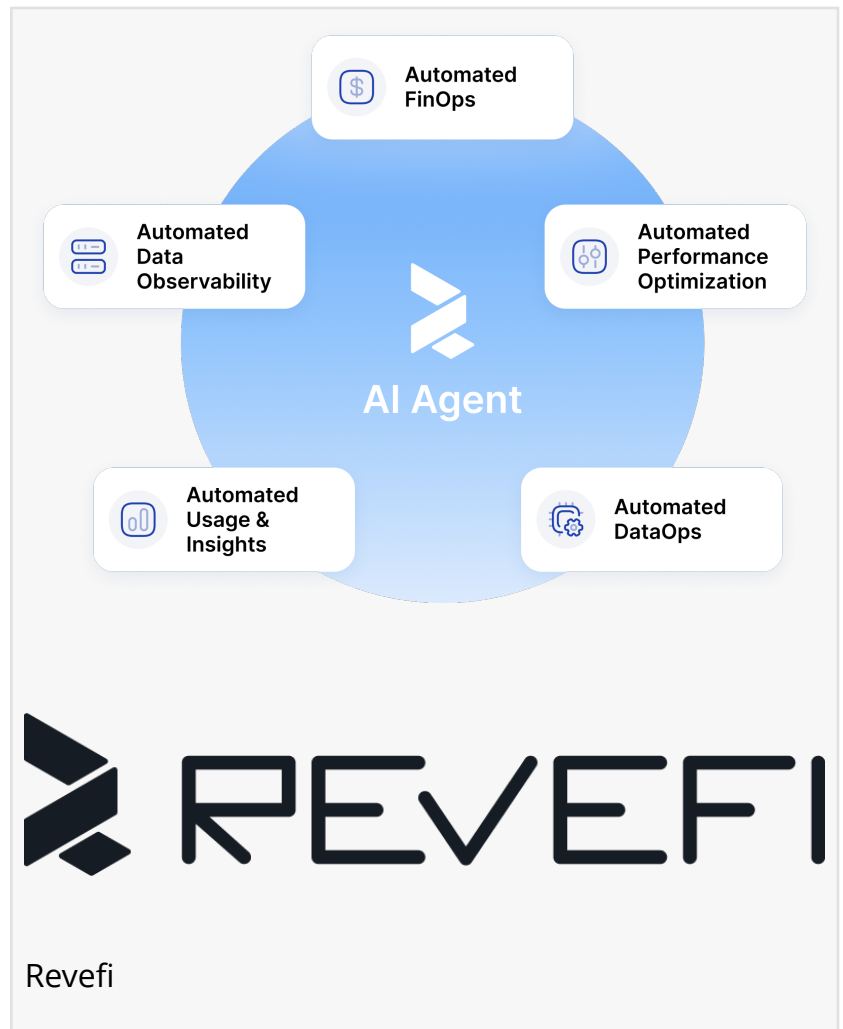 Automated
FinOps
Automated
Data
Observability
Automated
Performance
Optimization
AI Agent
Automated
Usage &
Insights
Automated
DataOps
REVEFI
Revefi